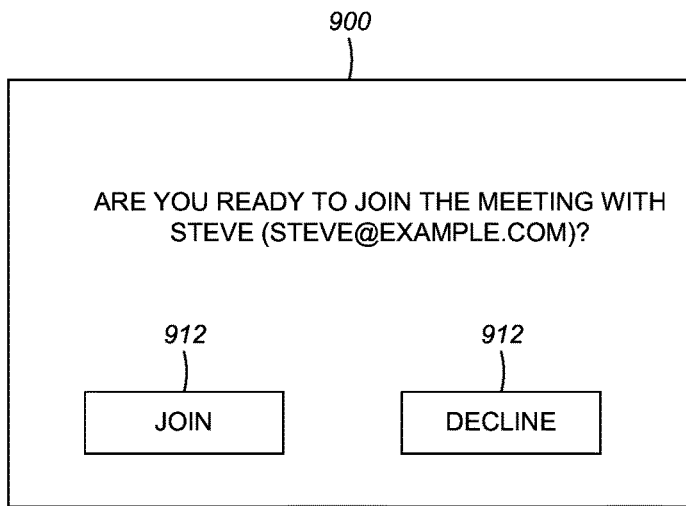 900
ARE YOU READY TO JOIN THE MEETING WITH
STEVE (STEVE@EXAMPLE.COM)?
912
912
JOIN
DECLINE